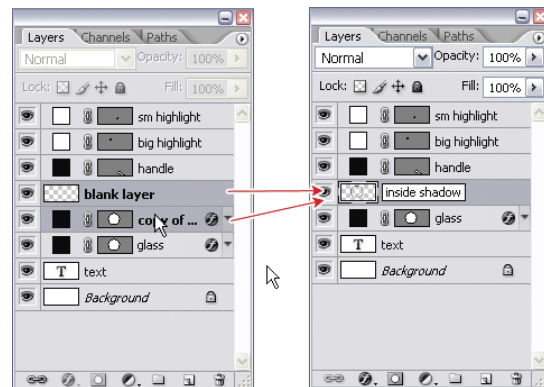 Layers Channels Paths
Normal Opacity: 100%
Lock: Fill: 100%
sm highlight
big highlight
handle
blank layer
copy of ...
glass
T text
Background
Layers Channels Paths
Normal Opacity: 100%
Lock: Fill: 100%
sm highlight
big highlight
handle
inside shadow
glass
T text
Background